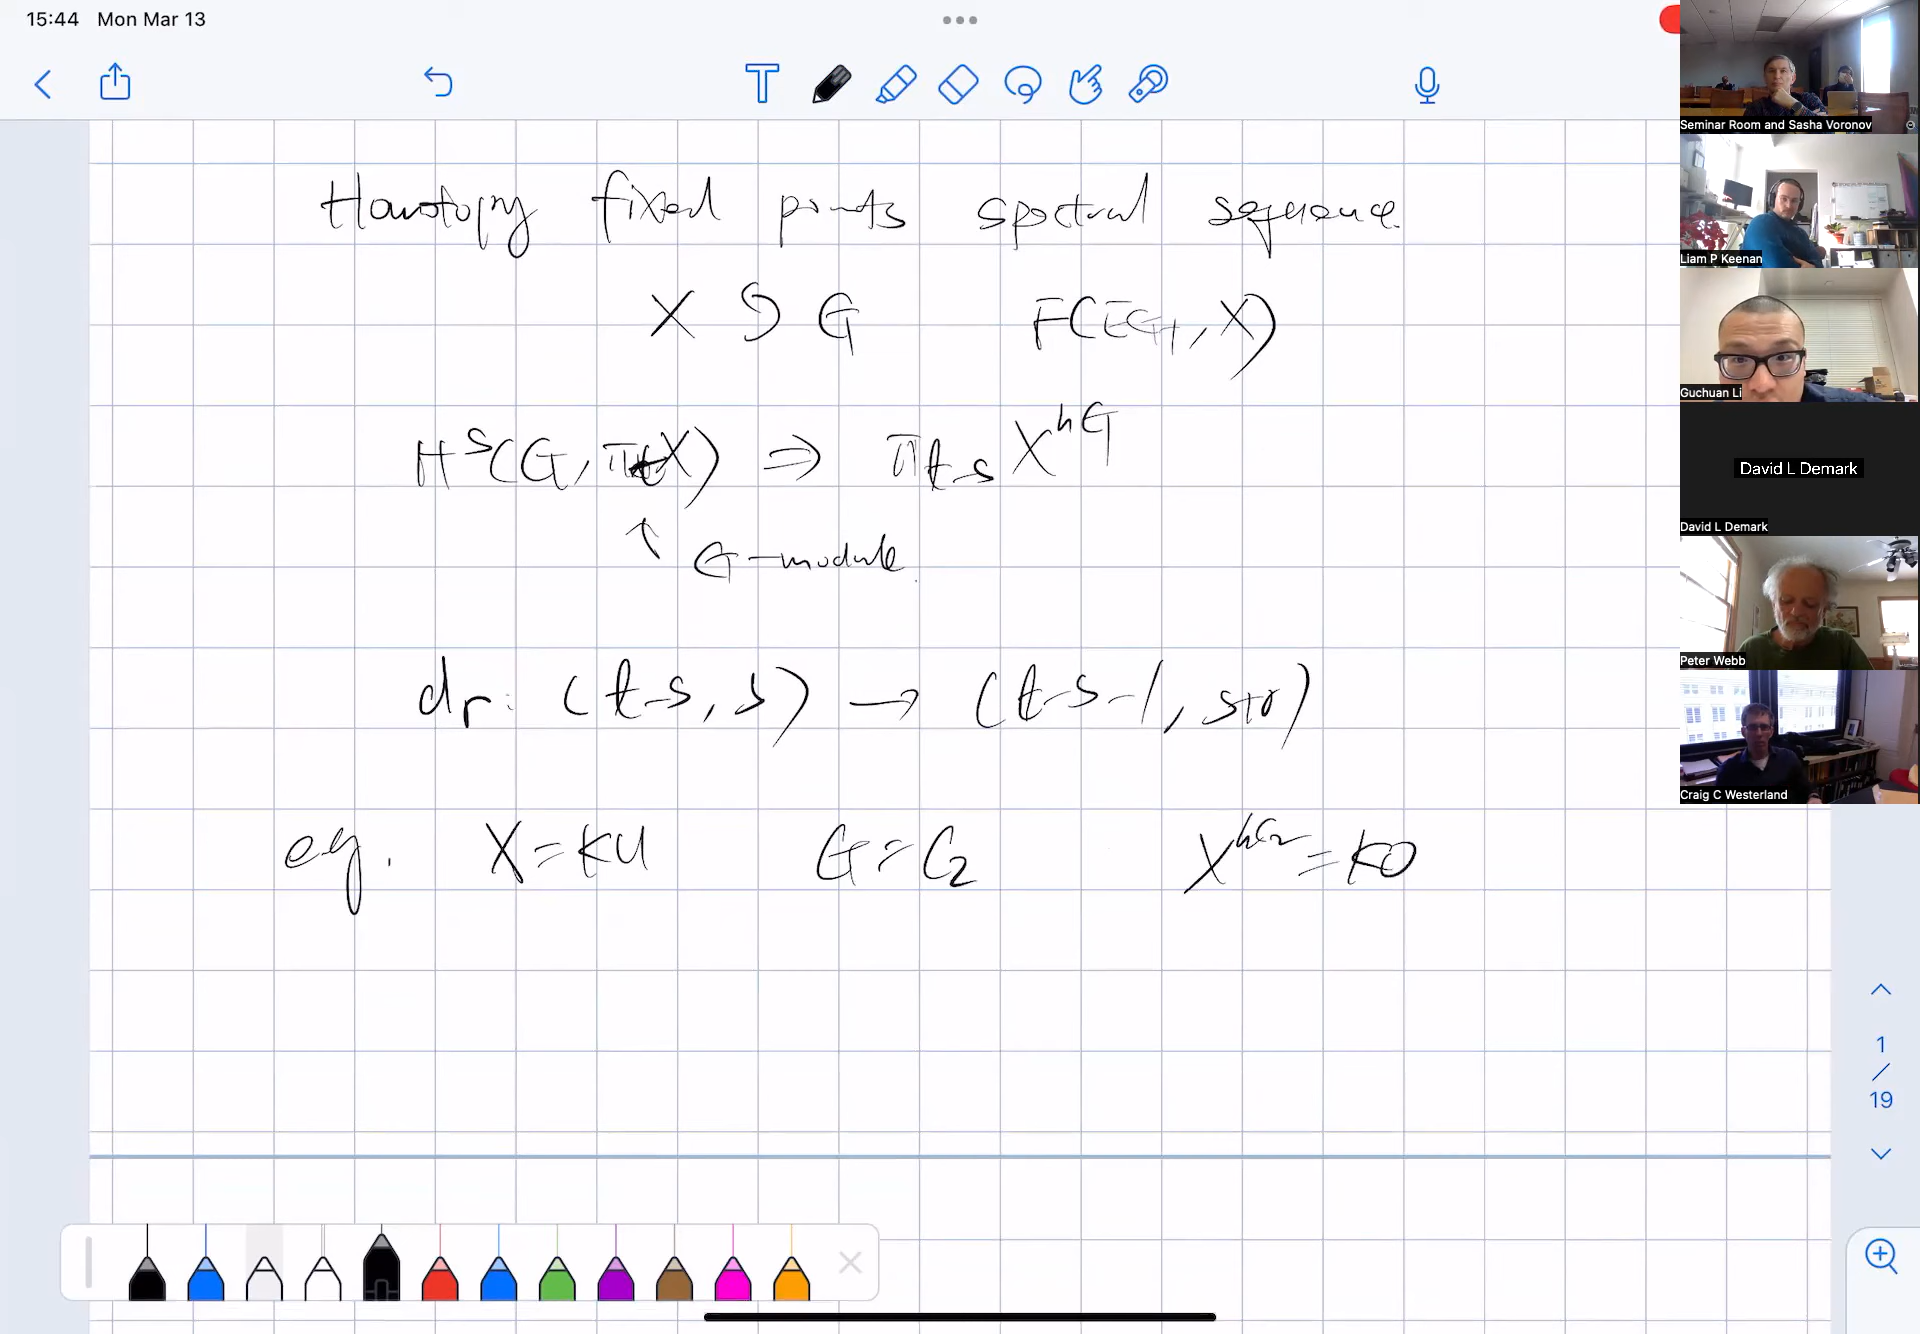 15:44 Mon Mar 13
Homotopy fixed points spectral sequence
X ↻ G F(EG+, X)
H^s(G, π_t X) ⇒ π_{t-s} X^{hG}
↑ G-module.
d_r: (t-s, s) → (t-s-1, s+r)
eg. X = KU G = C_2 X^{hC_2} = KO
1
/
19
Seminar Room and Sasha Voronov
Liam P Keenan
Guchuan Li
David L Demark
David L Demark
Peter Webb
Craig C Westerland